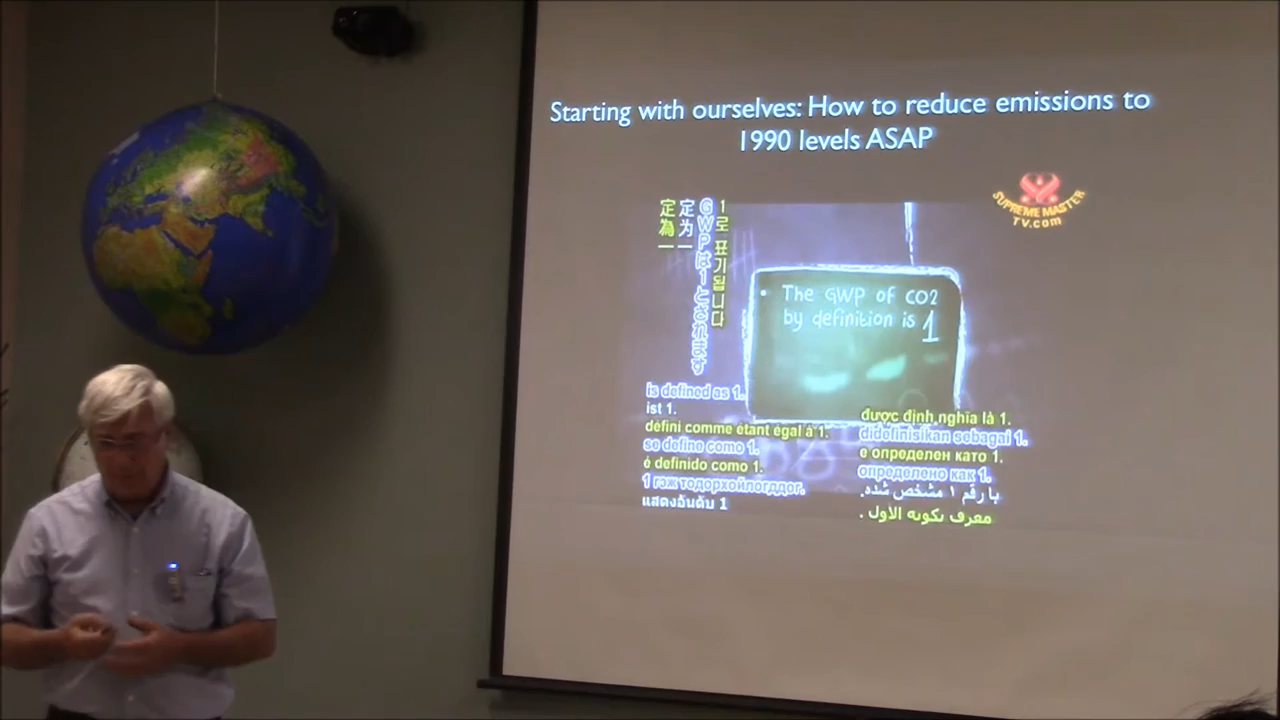 Starting with ourselves: How to reduce emissions to
1990 levels ASAP
SUPREME MASTER
TV.com
定為一
定为一
GWPは1とされます
1로 표기됩니다
• The GWP of CO2
by definition is 1
is defined as 1.
ist 1.
défini comme étant égal à 1.
se define como 1.
é definido como 1.
1 гэж тодорхойлогддог.
แสดงอันดับ 1
được định nghĩa là 1.
didefinisikan sebagai 1.
е определен като 1.
определено как 1.
با رقم ۱ مشخص شده.
معرف بكونه الأول .